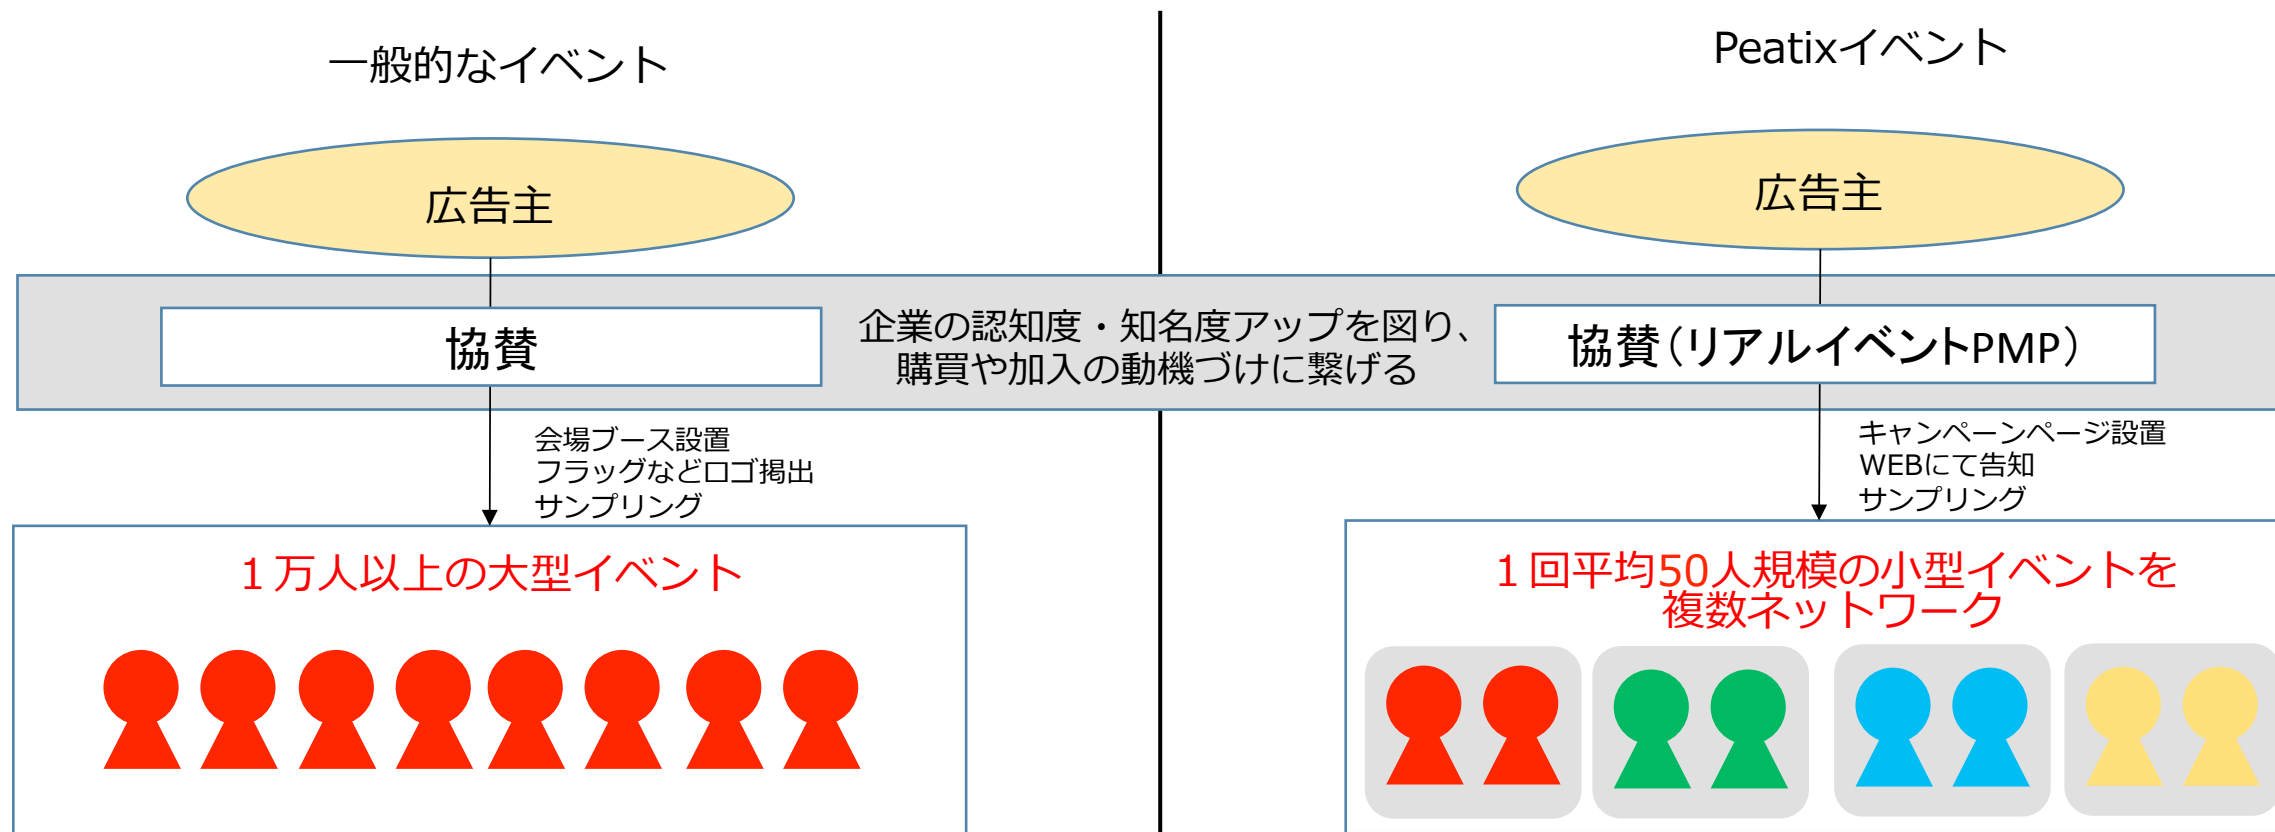 一般的なイベント
広告主
協賛
会場ブース設置
フラッグなどロゴ掲出
サンプリング
１万人以上の大型イベント
企業の認知度・知名度アップを図り、
購買や加入の動機づけに繋げる
Peatixイベント
広告主
協賛（リアルイベントPMP）
キャンペーンページ設置
WEBにて告知
サンプリング
１回平均50人規模の小型イベントを
複数ネットワーク